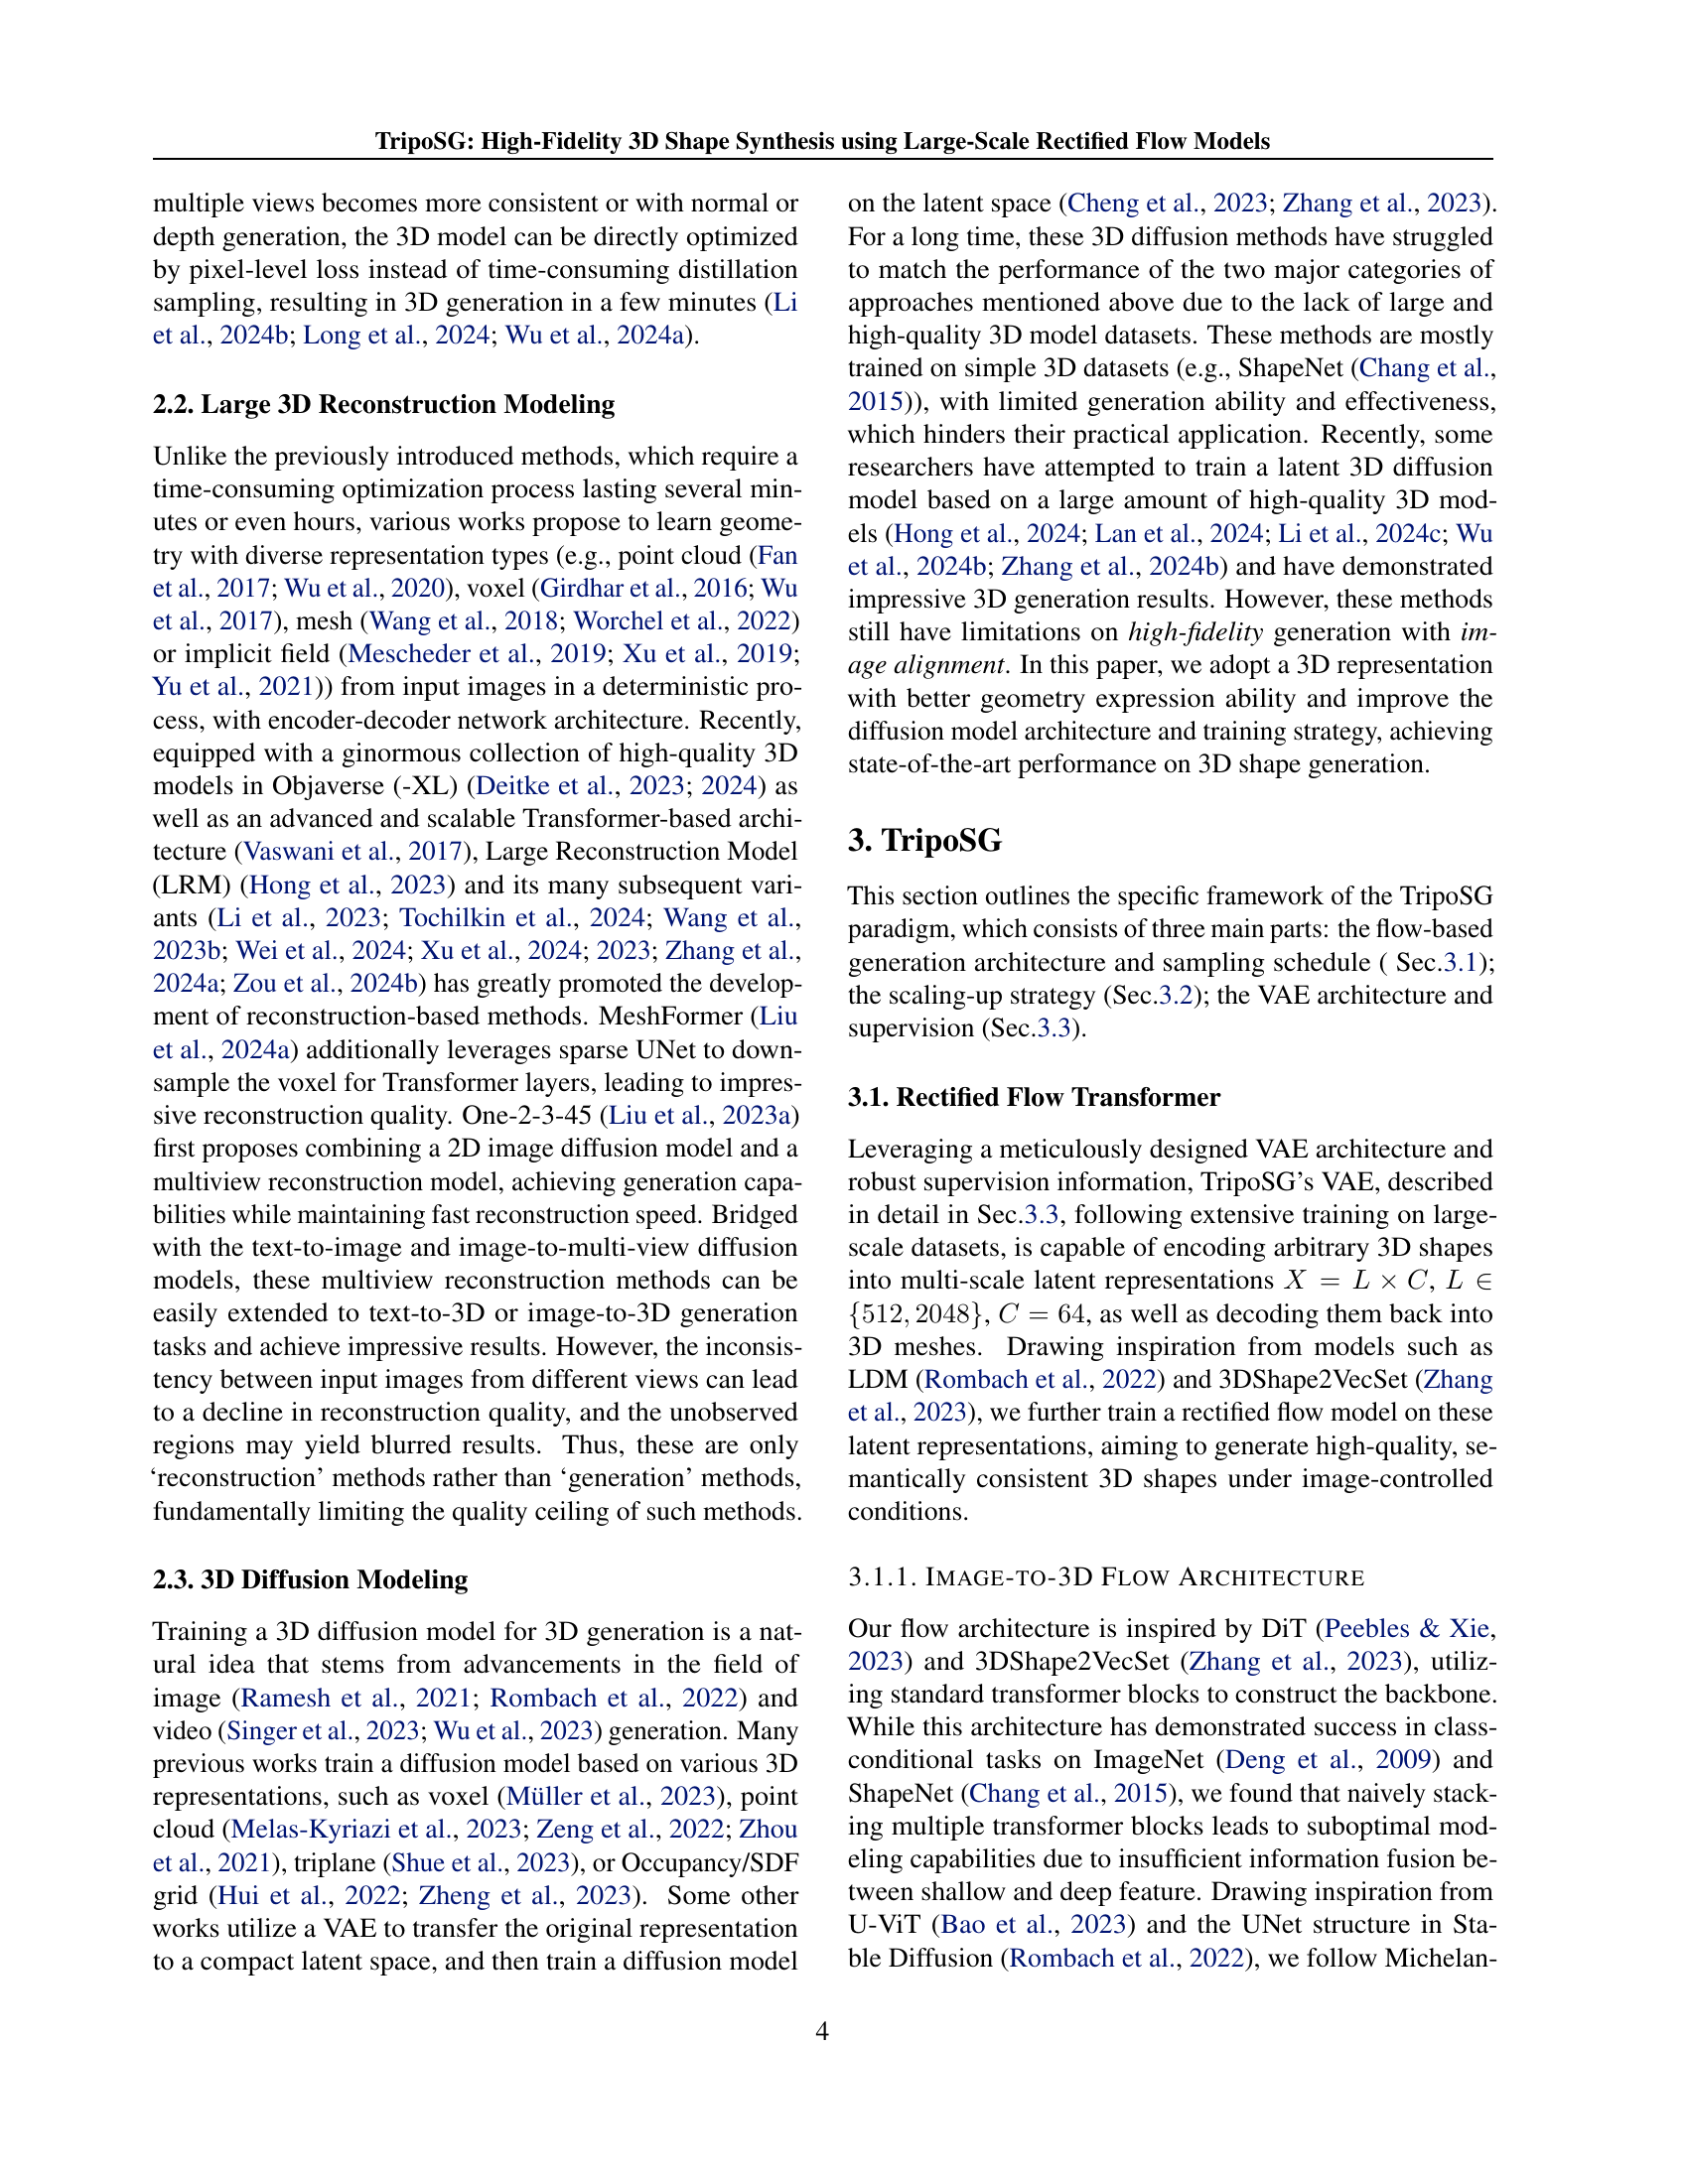 TripoSG: High-Fidelity 3D Shape Synthesis using Large-Scale Rectified Flow Models
multiple views becomes more consistent or with normal or
depth generation, the 3D model can be directly optimized
by pixel-level loss instead of time-consuming distillation
sampling, resulting in 3D generation in a few minutes (Li
et al., 2024b; Long et al., 2024; Wu et al., 2024a).
2.2. Large 3D Reconstruction Modeling
Unlike the previously introduced methods, which require a
time-consuming optimization process lasting several min-
utes or even hours, various works propose to learn geome-
try with diverse representation types (e.g., point cloud (Fan
et al., 2017; Wu et al., 2020), voxel (Girdhar et al., 2016; Wu
et al., 2017), mesh (Wang et al., 2018; Worchel et al., 2022)
or implicit field (Mescheder et al., 2019; Xu et al., 2019;
Yu et al., 2021)) from input images in a deterministic pro-
cess, with encoder-decoder network architecture. Recently,
equipped with a ginormous collection of high-quality 3D
models in Objaverse (-XL) (Deitke et al., 2023; 2024) as
well as an advanced and scalable Transformer-based archi-
tecture (Vaswani et al., 2017), Large Reconstruction Model
(LRM) (Hong et al., 2023) and its many subsequent vari-
ants (Li et al., 2023; Tochilkin et al., 2024; Wang et al.,
2023b; Wei et al., 2024; Xu et al., 2024; 2023; Zhang et al.,
2024a; Zou et al., 2024b) has greatly promoted the develop-
ment of reconstruction-based methods. MeshFormer (Liu
et al., 2024a) additionally leverages sparse UNet to down-
sample the voxel for Transformer layers, leading to impres-
sive reconstruction quality. One-2-3-45 (Liu et al., 2023a)
first proposes combining a 2D image diffusion model and a
multiview reconstruction model, achieving generation capa-
bilities while maintaining fast reconstruction speed. Bridged
with the text-to-image and image-to-multi-view diffusion
models, these multiview reconstruction methods can be
easily extended to text-to-3D or image-to-3D generation
tasks and achieve impressive results. However, the inconsis-
tency between input images from different views can lead
to a decline in reconstruction quality, and the unobserved
regions may yield blurred results. Thus, these are only
‘reconstruction’ methods rather than ‘generation’ methods,
fundamentally limiting the quality ceiling of such methods.
2.3. 3D Diffusion Modeling
Training a 3D diffusion model for 3D generation is a nat-
ural idea that stems from advancements in the field of
image (Ramesh et al., 2021; Rombach et al., 2022) and
video (Singer et al., 2023; Wu et al., 2023) generation. Many
previous works train a diffusion model based on various 3D
representations, such as voxel (Müller et al., 2023), point
cloud (Melas-Kyriazi et al., 2023; Zeng et al., 2022; Zhou
et al., 2021), triplane (Shue et al., 2023), or Occupancy/SDF
grid (Hui et al., 2022; Zheng et al., 2023). Some other
works utilize a VAE to transfer the original representation
to a compact latent space, and then train a diffusion model
on the latent space (Cheng et al., 2023; Zhang et al., 2023).
For a long time, these 3D diffusion methods have struggled
to match the performance of the two major categories of
approaches mentioned above due to the lack of large and
high-quality 3D model datasets. These methods are mostly
trained on simple 3D datasets (e.g., ShapeNet (Chang et al.,
2015)), with limited generation ability and effectiveness,
which hinders their practical application. Recently, some
researchers have attempted to train a latent 3D diffusion
model based on a large amount of high-quality 3D mod-
els (Hong et al., 2024; Lan et al., 2024; Li et al., 2024c; Wu
et al., 2024b; Zhang et al., 2024b) and have demonstrated
impressive 3D generation results. However, these methods
still have limitations on high-fidelity generation with im-
age alignment. In this paper, we adopt a 3D representation
with better geometry expression ability and improve the
diffusion model architecture and training strategy, achieving
state-of-the-art performance on 3D shape generation.
3. TripoSG
This section outlines the specific framework of the TripoSG
paradigm, which consists of three main parts: the flow-based
generation architecture and sampling schedule ( Sec.3.1);
the scaling-up strategy (Sec.3.2); the VAE architecture and
supervision (Sec.3.3).
3.1. Rectified Flow Transformer
Leveraging a meticulously designed VAE architecture and
robust supervision information, TripoSG’s VAE, described
in detail in Sec.3.3, following extensive training on large-
scale datasets, is capable of encoding arbitrary 3D shapes
into multi-scale latent representations X = L × C, L ∈
{512, 2048}, C = 64, as well as decoding them back into
3D meshes. Drawing inspiration from models such as
LDM (Rombach et al., 2022) and 3DShape2VecSet (Zhang
et al., 2023), we further train a rectified flow model on these
latent representations, aiming to generate high-quality, se-
mantically consistent 3D shapes under image-controlled
conditions.
3.1.1. IMAGE-TO-3D FLOW ARCHITECTURE
Our flow architecture is inspired by DiT (Peebles & Xie,
2023) and 3DShape2VecSet (Zhang et al., 2023), utiliz-
ing standard transformer blocks to construct the backbone.
While this architecture has demonstrated success in class-
conditional tasks on ImageNet (Deng et al., 2009) and
ShapeNet (Chang et al., 2015), we found that naively stack-
ing multiple transformer blocks leads to suboptimal mod-
eling capabilities due to insufficient information fusion be-
tween shallow and deep feature. Drawing inspiration from
U-ViT (Bao et al., 2023) and the UNet structure in Sta-
ble Diffusion (Rombach et al., 2022), we follow Michelan-
4